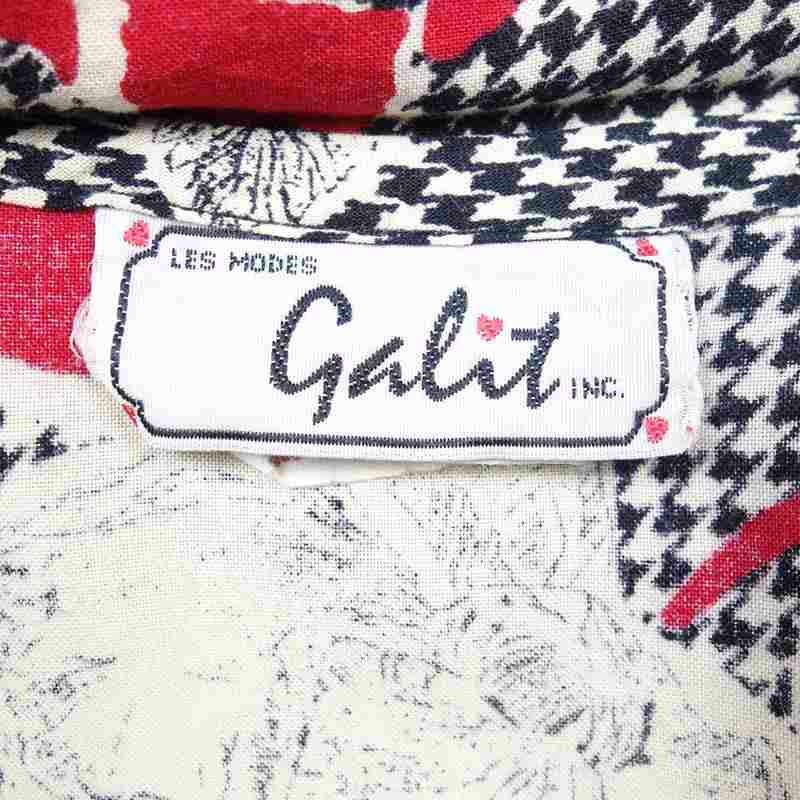 LES MODES
Galit INC.